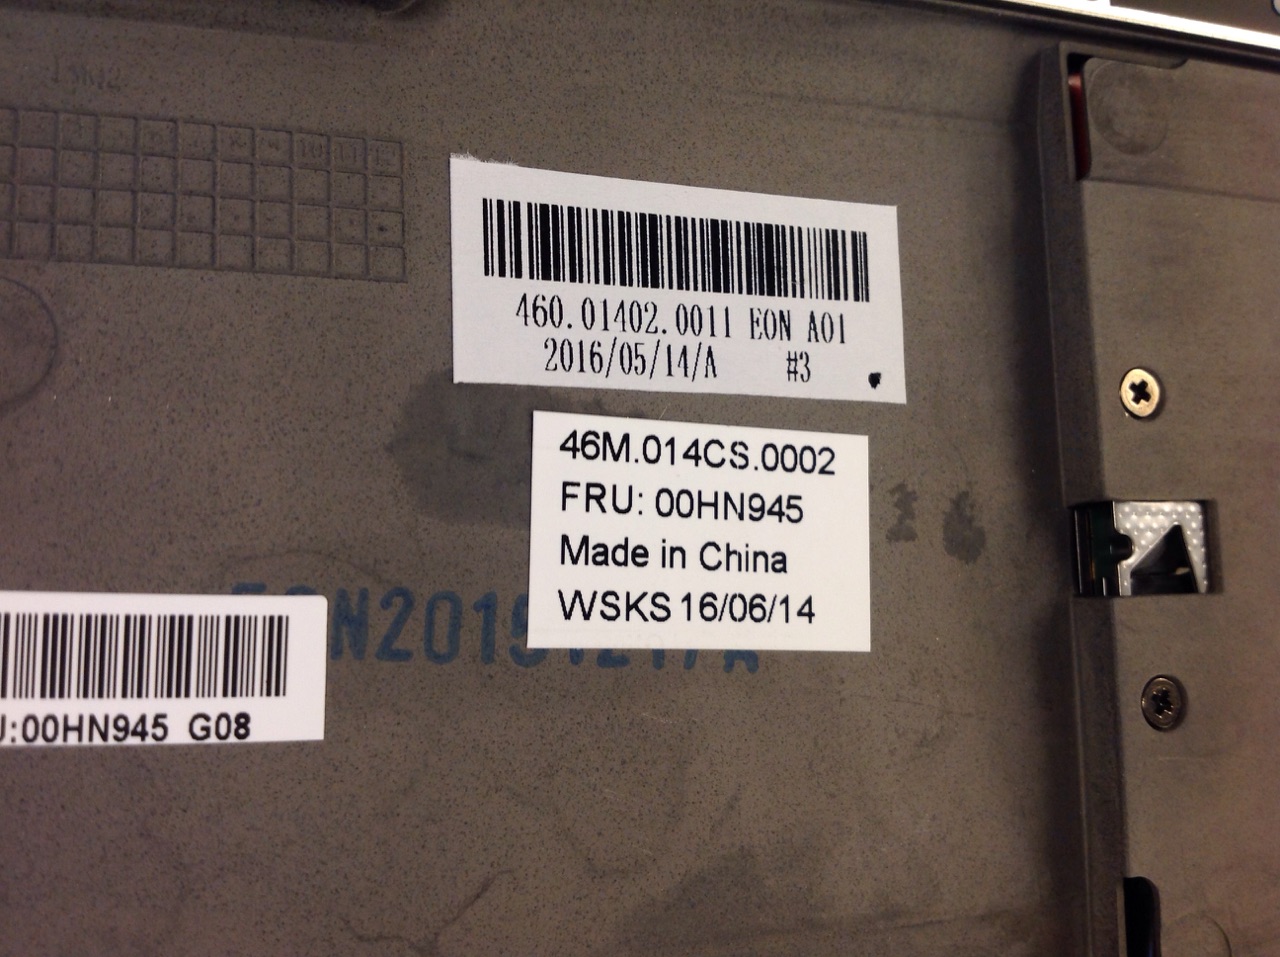 460.01402.0011 EON A01
2016/05/14/A #3
46M.014CS.0002
FRU: 00HN945
Made in China
WSKS 16/06/14
:00HN945 G08